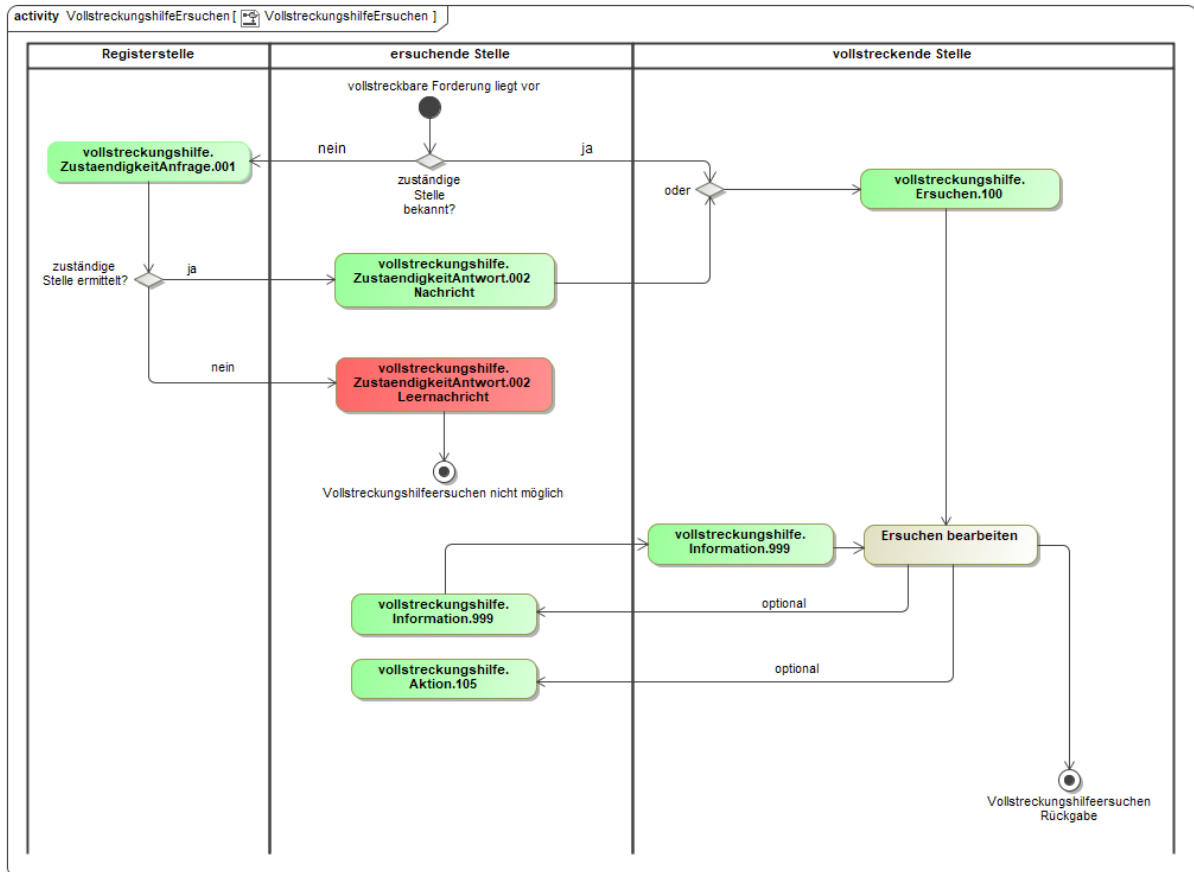 activity VollstreckungshilfeErsuchen [ VollstreckungshilfeErsuchen ]
Registerstelle
ersuchende Stelle
vollstreckende Stelle
vollstreckbare Forderung liegt vor
nein
ja
zuständige
Stelle
bekannt?
vollstreckungshilfe.
ZustaendigkeitAnfrage.001
oder
vollstreckungshilfe.
Ersuchen.100
zuständige
Stelle ermittelt?
ja
vollstreckungshilfe.
ZustaendigkeitAntwort.002
Nachricht
nein
vollstreckungshilfe.
ZustaendigkeitAntwort.002
Leernachricht
Vollstreckungshilfeersuchen nicht möglich
vollstreckungshilfe.
Information.999
Ersuchen bearbeiten
vollstreckungshilfe.
Information.999
optional
vollstreckungshilfe.
Aktion.105
optional
Vollstreckungshilfeersuchen
Rückgabe